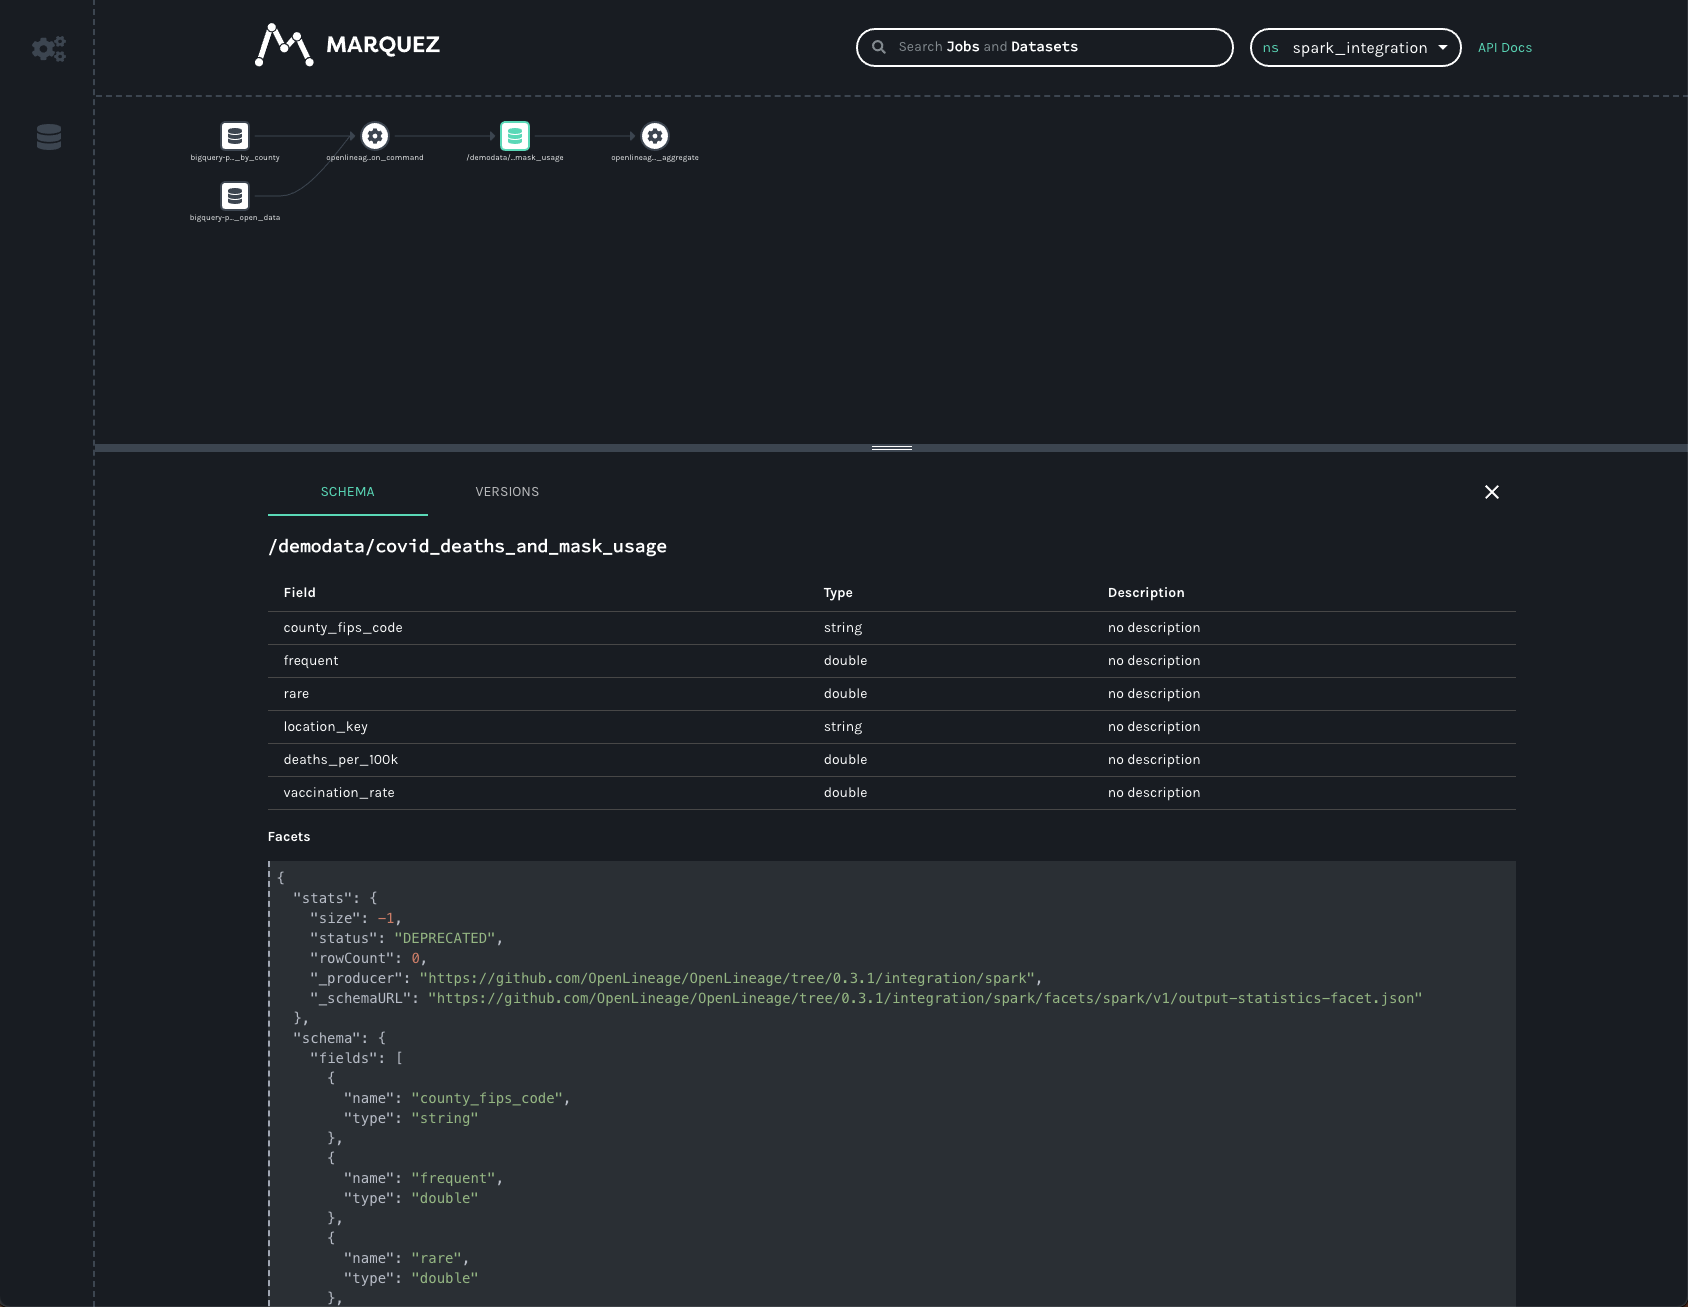 MARQUEZ
Search Jobs and Datasets
ns spark_integration
API Docs
bigquery-p..._by_county
openlineag...on_command
/demodata/...mask_usage
openlineag..._aggregate
bigquery-p..._open_data
SCHEMA
VERSIONS
/demodata/covid_deaths_and_mask_usage
Field Type Description
county_fips_code string no description
frequent double no description
rare double no description
location_key string no description
deaths_per_100k double no description
vaccination_rate double no description
Facets
{
"stats": {
"size": -1,
"status": "DEPRECATED",
"rowCount": 0,
"_producer": "https://github.com/OpenLineage/OpenLineage/tree/0.3.1/integration/spark",
"_schemaURL": "https://github.com/OpenLineage/OpenLineage/tree/0.3.1/integration/spark/facets/spark/v1/output-statistics-facet.json"
},
"schema": {
"fields": [
{
"name": "county_fips_code",
"type": "string"
},
{
"name": "frequent",
"type": "double"
},
{
"name": "rare",
"type": "double"
},